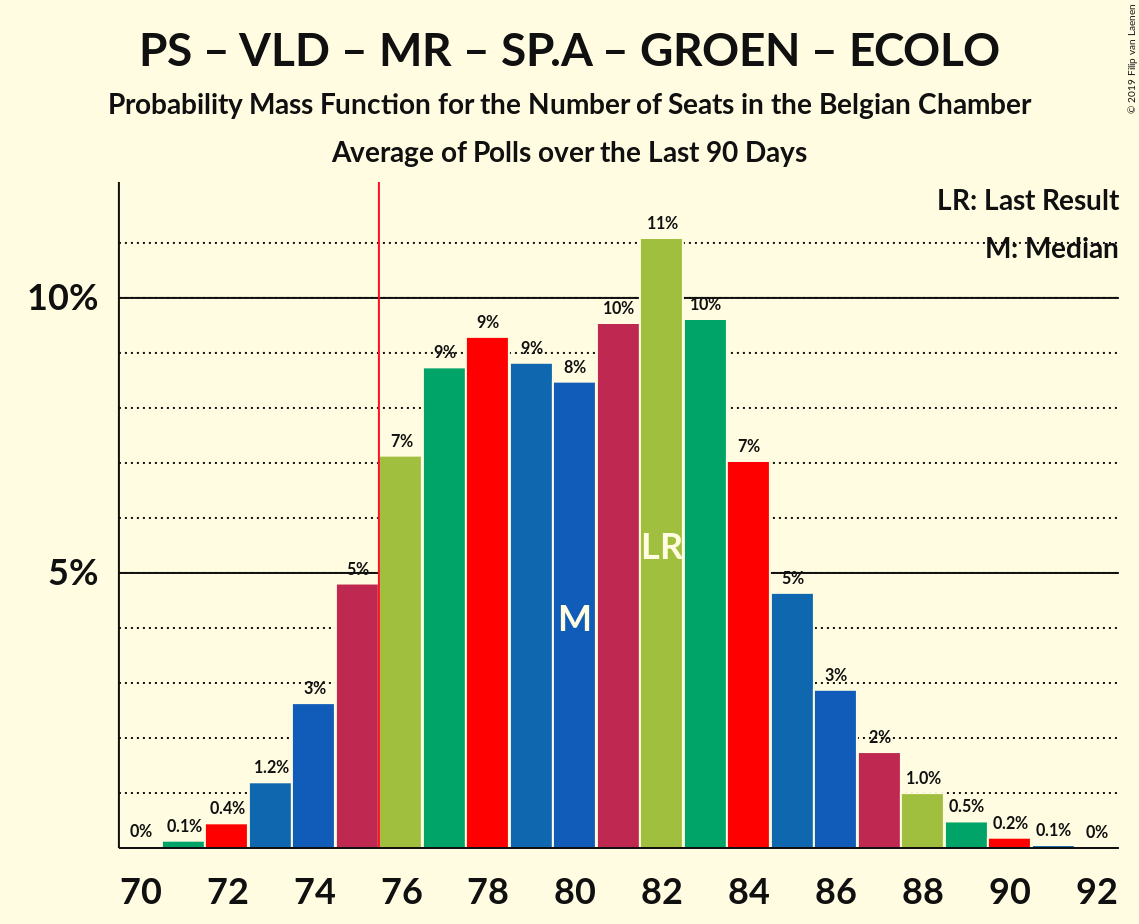 PS – VLD – MR – SP.A – GROEN – ECOLO
Probability Mass Function for the Number of Seats in the Belgian Chamber
Average of Polls over the Last 90 Days
© 2019 Filip van Laenen
LR: Last Result
M: Median
10%
5%
0%
0.1%
0.4%
1.2%
3%
5%
7%
9%
9%
9%
8%
10%
11%
10%
7%
5%
3%
2%
1.0%
0.5%
0.2%
0.1%
0%
M
LR
70 72 74 76 78 80 82 84 86 88 90 92